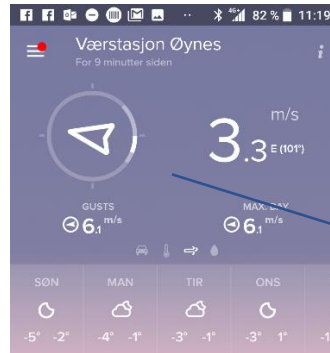 82 % 11:19
Værstasjon Øynes
For 9 minutter siden
m/s
3.3 E (101°)
GUSTS
6.1 m/s
MAX. DAY
6.1 m/s
SØN MAN TIR ONS
-5° -2° -4° -1° -3° -1° -3° 1° -1